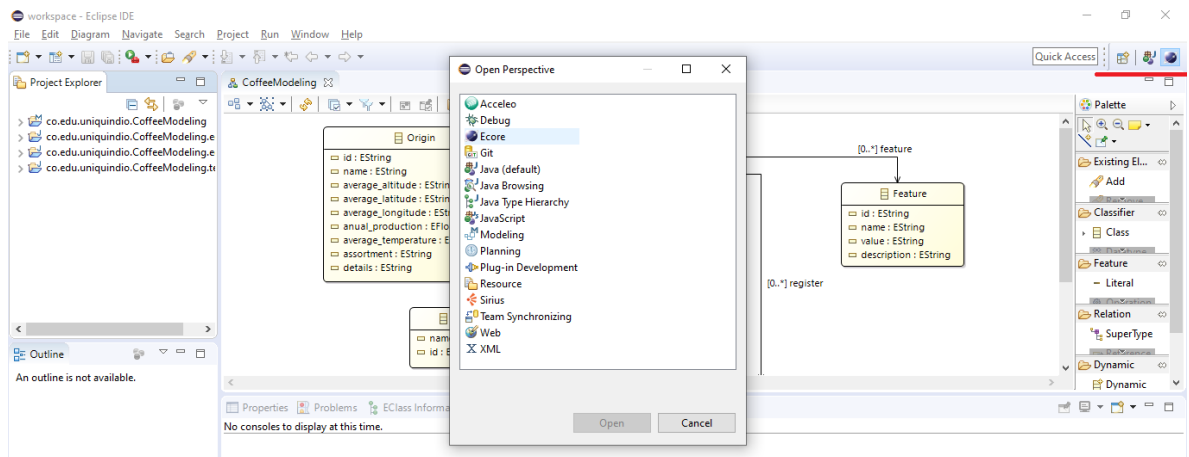 workspace - Eclipse IDE
File Edit Diagram Navigate Search Project Run Window Help
Quick Access
Project Explorer
CoffeeModeling
co.edu.uniquindio.CoffeeModeling
co.edu.uniquindio.CoffeeModeling.e
co.edu.uniquindio.CoffeeModeling.e
co.edu.uniquindio.CoffeeModeling.te
Outline
An outline is not available.
Origin
id : EString
name : EString
average_altitude : EStrin
average_latitude : EStrin
average_longitude : EStr
anual_production : EFlo
average_temperature : E
assortment : EString
details : EString
nam
id : E
Open Perspective
Acceleo
Debug
Ecore
Git
Java (default)
Java Browsing
Java Type Hierarchy
JavaScript
Modeling
Planning
Plug-in Development
Resource
Sirius
Team Synchronizing
Web
XML
Open
Cancel
[0..*] feature
Feature
id : EString
name : EString
value : EString
description : EString
[0..*] register
Palette
Existing El...
Add
Classifier
Class
Feature
Literal
Relation
SuperType
Dynamic
Dynamic
Properties Problems EClass Informa
No consoles to display at this time.